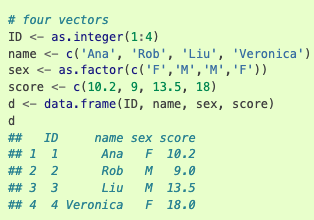 # four vectors
ID <- as.integer(1:4)
name <- c('Ana', 'Rob', 'Liu', 'Veronica')
sex <- as.factor(c('F','M','M','F'))
score <- c(10.2, 9, 13.5, 18)
d <- data.frame(ID, name, sex, score)
d
##   ID     name sex score
## 1  1      Ana   F  10.2
## 2  2      Rob   M   9.0
## 3  3      Liu   M  13.5
## 4  4 Veronica   F  18.0